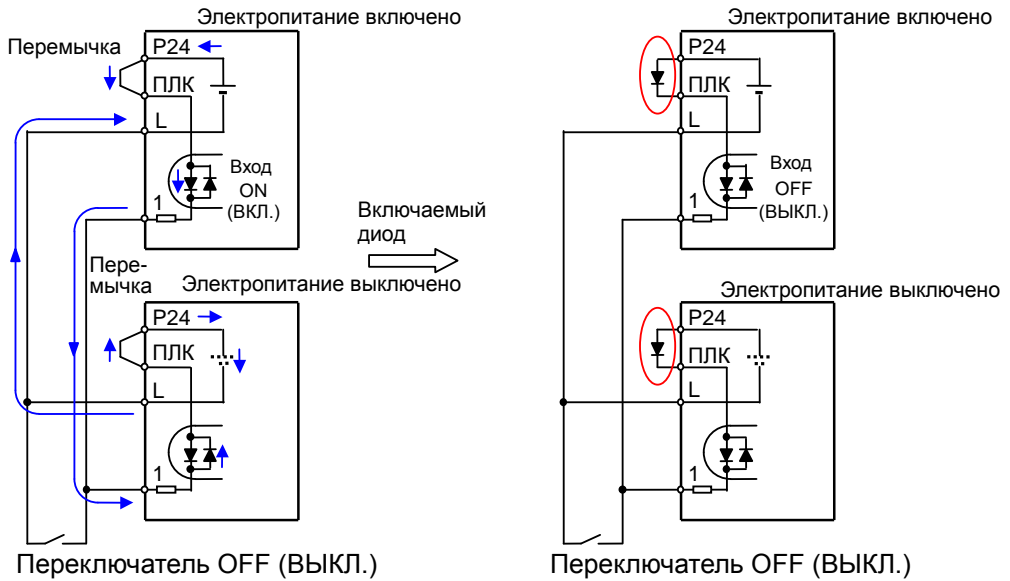 Электропитание включено
Перемычка
P24
ПЛК
L
Вход
ON
(ВКЛ.)
1
Пере-
мычка
Электропитание выключено
P24
ПЛК
L
1
Переключатель OFF (ВЫКЛ.)
Включаемый
диод
Электропитание включено
P24
ПЛК
L
Вход
OFF
(ВЫКЛ.)
1
Электропитание выключено
P24
ПЛК
L
1
Переключатель OFF (ВЫКЛ.)